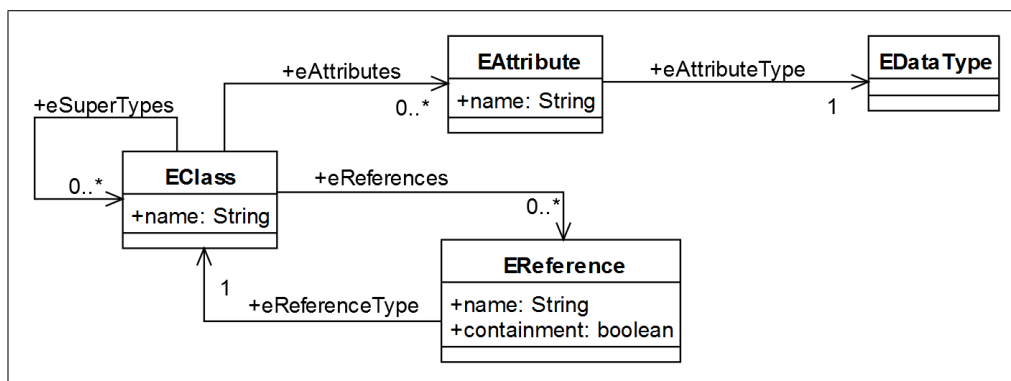 EAttribute
+name: String
EDataType
+eAttributes
0..*
+eAttributeType
1
+eSuperTypes
0..*
EClass
+name: String
+eReferences
0..*
EReference
+name: String
+containment: boolean
+eReferenceType
1